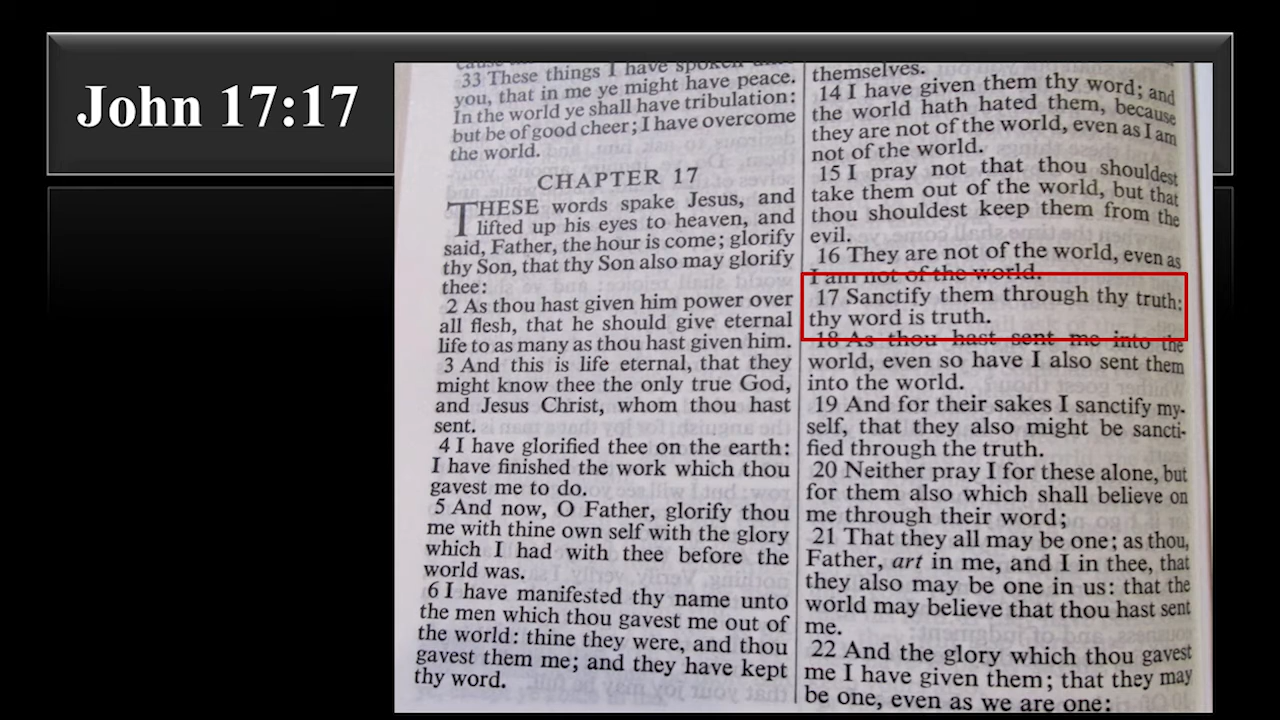 John 17:17
cause the
33 These things I have spoken
you, that in me ye might have peace.
In the world ye shall have tribulation:
but be of good cheer; I have overcome
the world.
CHAPTER 17
THESE words spake Jesus, and
lifted up his eyes to heaven, and
said, Father, the hour is come; glorify
thy Son, that thy Son also may glorify
thee:
2 As thou hast given him power over
all flesh, that he should give eternal
life to as many as thou hast given him.
3 And this is life eternal, that they
might know thee the only true God,
and Jesus Christ, whom thou hast
sent.
4 I have glorified thee on the earth:
I have finished the work which thou
gavest me to do.
5 And now, O Father, glorify thou
me with thine own self with the glory
which I had with thee before the
world was.
6 I have manifested thy name unto
the men which thou gavest me out of
the world: thine they were, and thou
gavest them me; and they have kept
thy word.
themselves.
14 I have given them thy word; and
the world hath hated them, because
they are not of the world, even as I am
not of the world.
15 I pray not that thou shouldest
take them out of the world, but that
thou shouldest keep them from the
evil.
16 They are not of the world, even as
I am not of the world.
17 Sanctify them through thy truth:
thy word is truth.
18 As thou hast sent me into the
world, even so have I also sent them
into the world.
19 And for their sakes I sanctify my-
self, that they also might be sancti-
fied through the truth.
20 Neither pray I for these alone, but
for them also which shall believe on
me through their word;
21 That they all may be one; as thou,
Father, art in me, and I in thee, that
they also may be one in us: that the
world may believe that thou hast sent
me.
22 And the glory which thou gavest
me I have given them; that they may
be one, even as we are one: